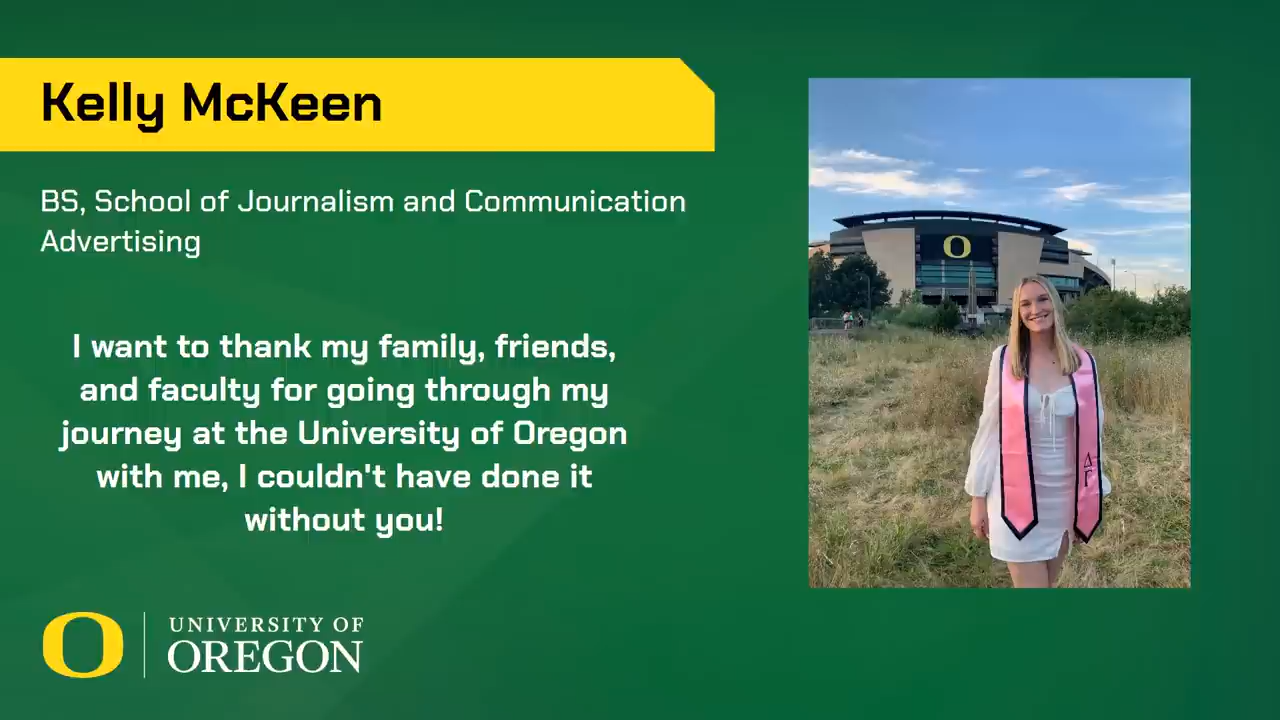 Kelly McKeen
BS, School of Journalism and Communication
Advertising
I want to thank my family, friends,
and faculty for going through my
journey at the University of Oregon
with me, I couldn't have done it
without you!
O
UNIVERSITY OF
OREGON
O
Δ
Γ